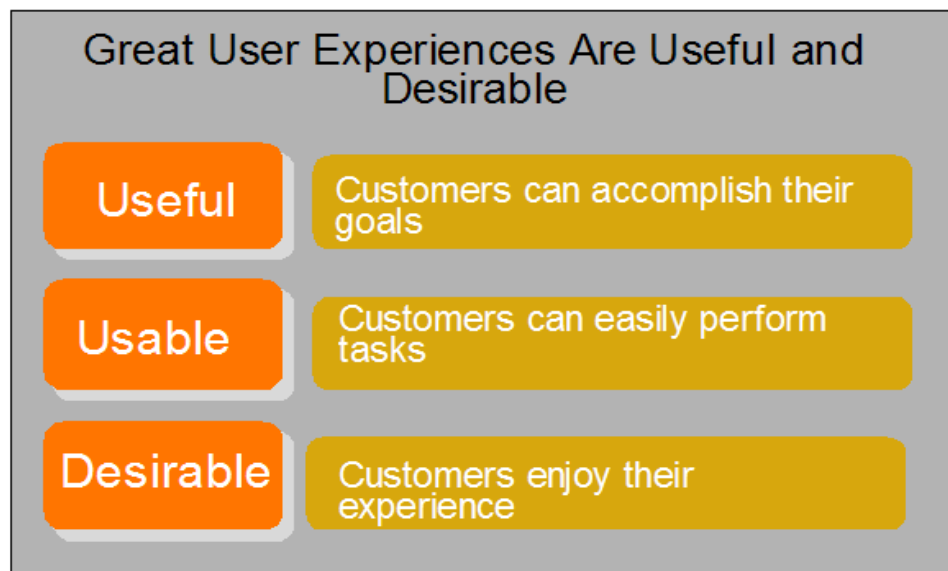 Great User Experiences Are Useful and
Desirable
Useful
Customers can accomplish their
goals
Usable
Customers can easily perform
tasks
Desirable
Customers enjoy their
experience